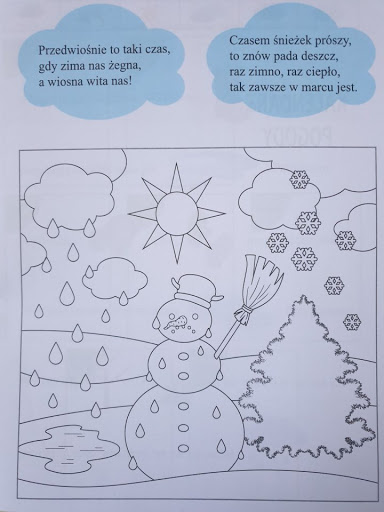 Przedwiośnie to taki czas,
gdy zima nas żegna,
a wiosna wita nas!
Czasem śnieżek prószy,
to znów pada deszcz,
raz zimno, raz ciepło,
tak zawsze w marcu jest.